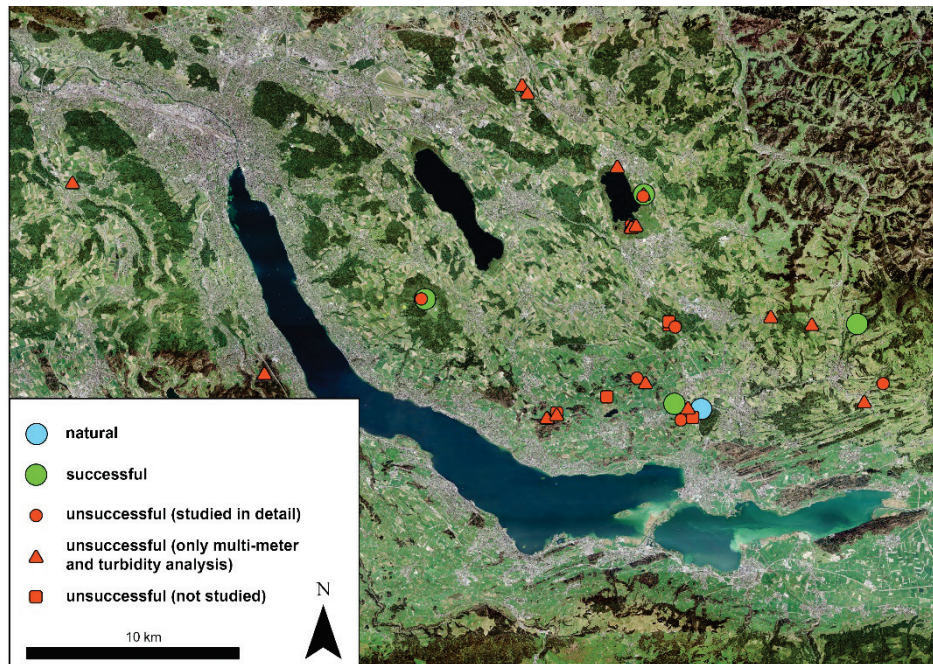 natural
successful
unsuccessful (studied in detail)
unsuccessful (only multi-meter
and turbidity analysis)
unsuccessful (not studied)
N
10 km